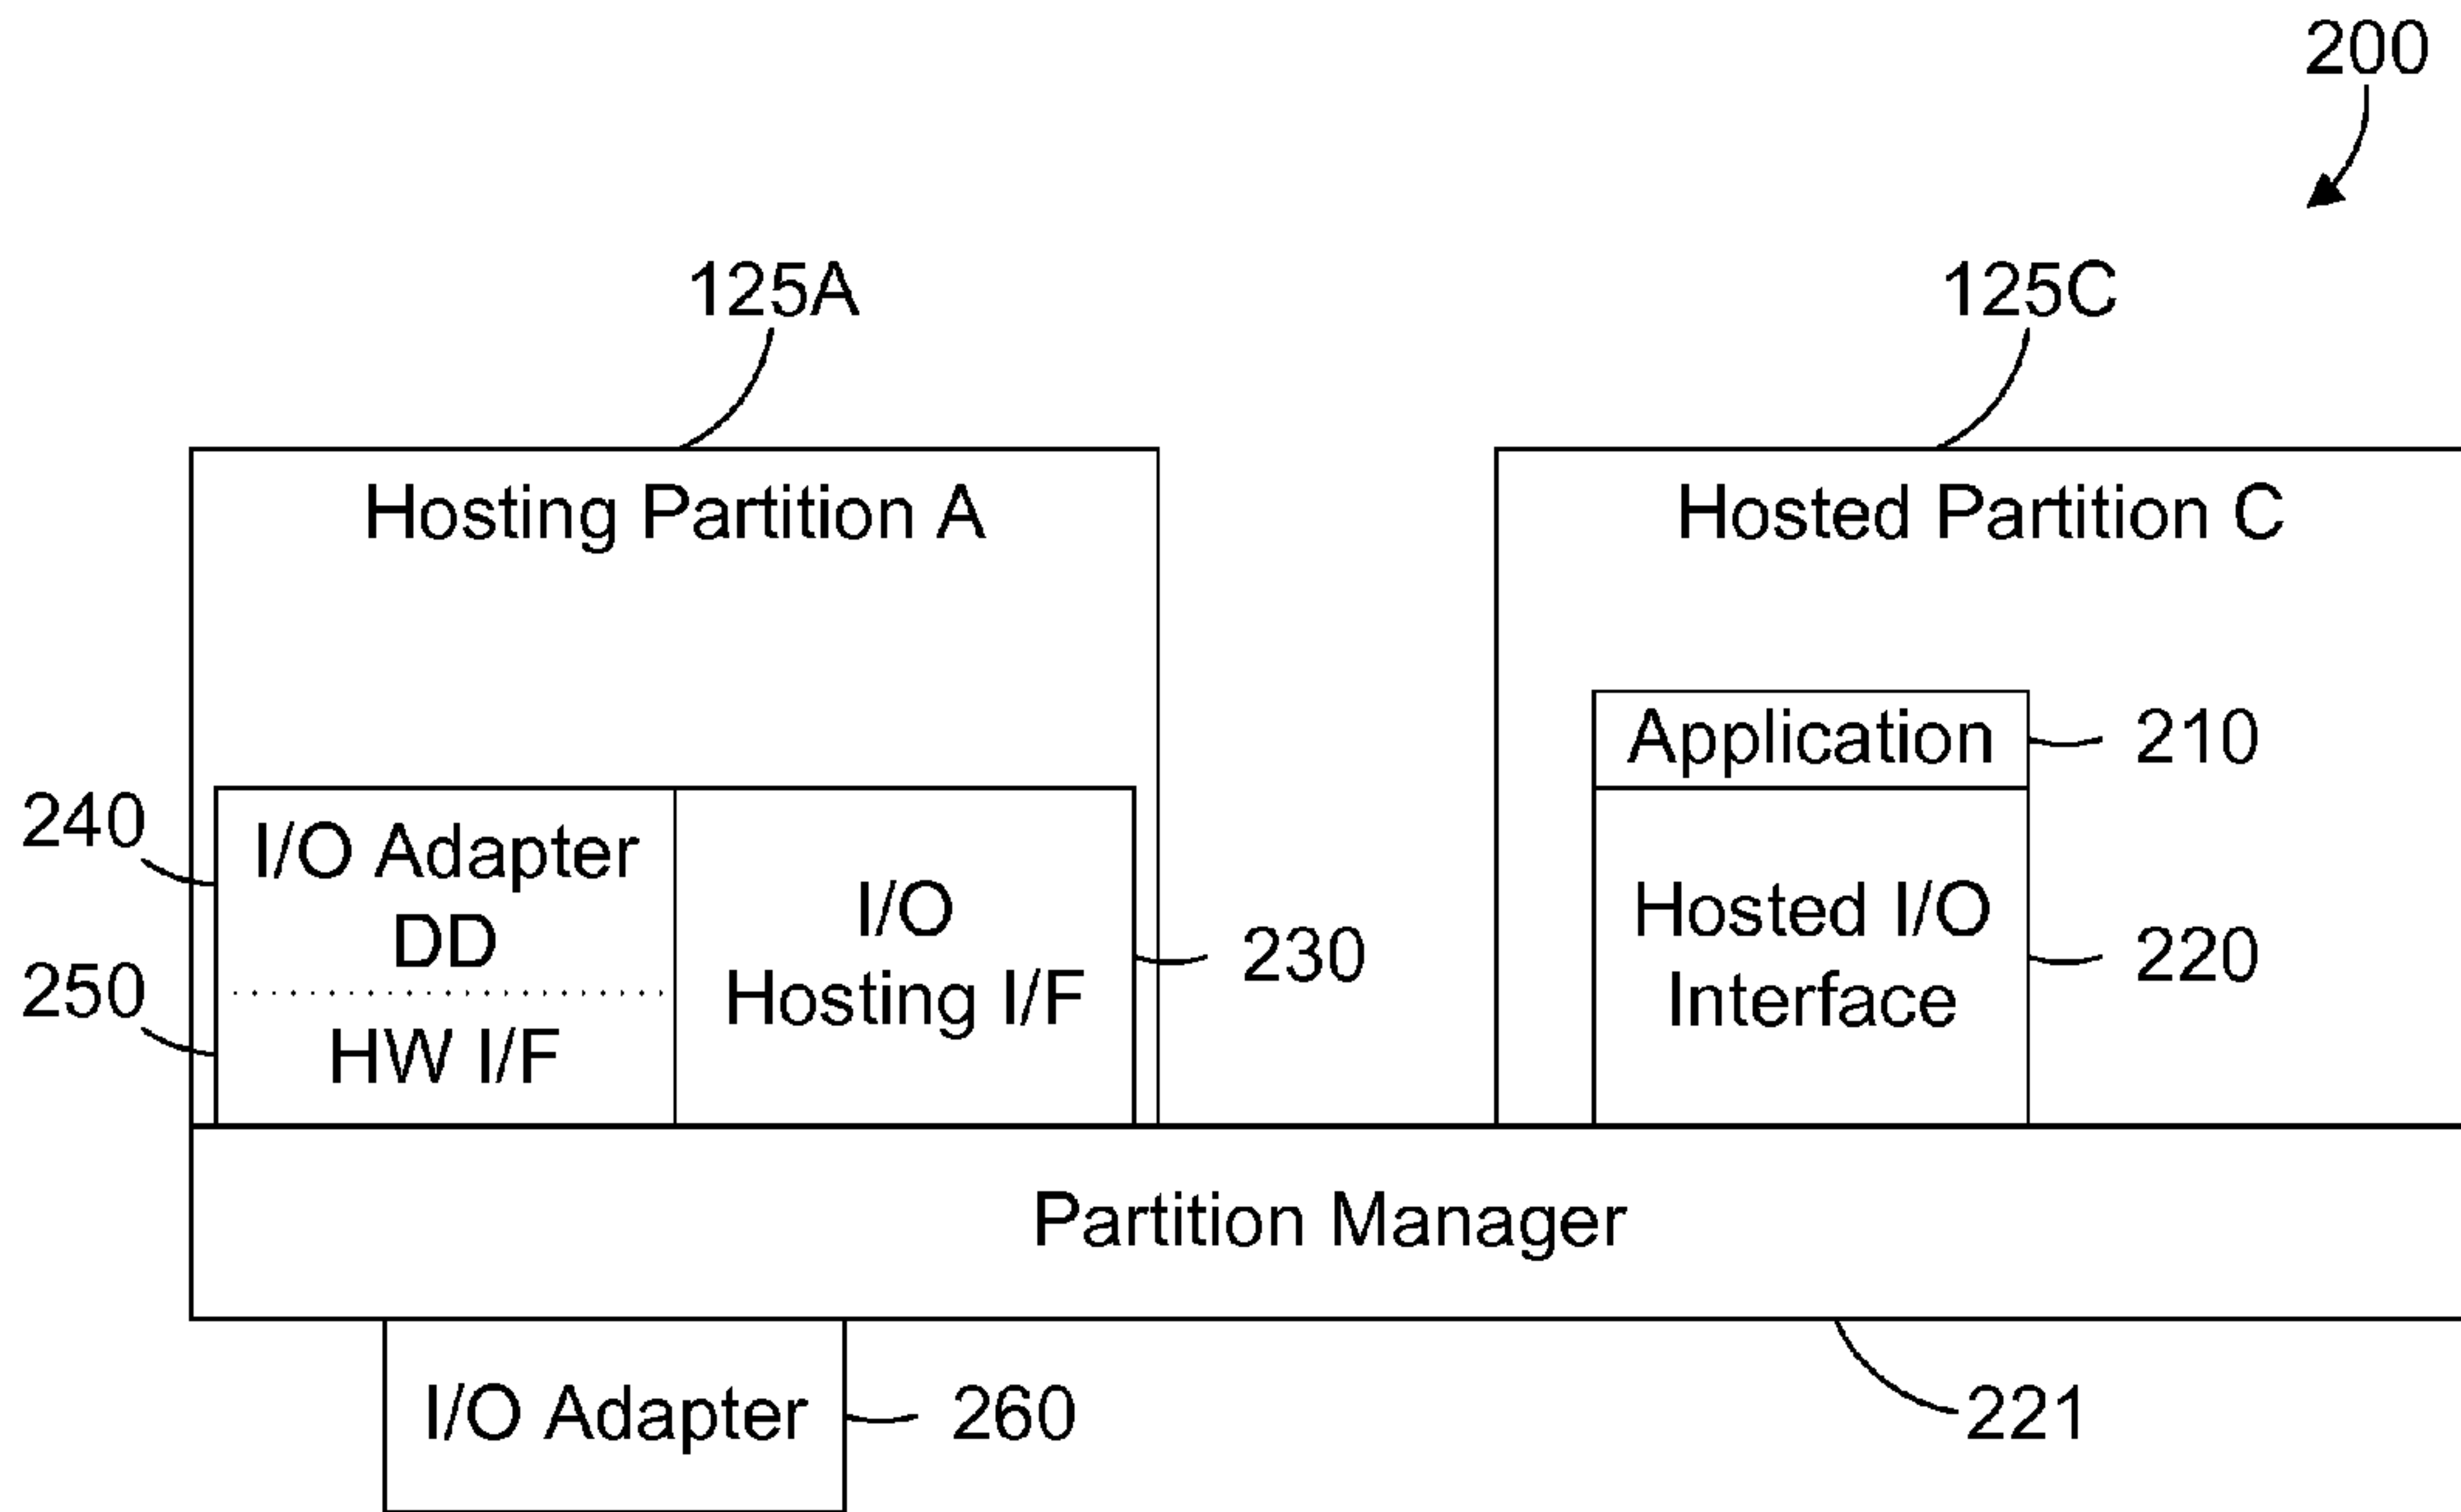 200
125A
125C
Hosting Partition A
Hosted Partition C
Application
210
240
I/O Adapter
DD
250
HW I/F
I/O
Hosting I/F
230
Hosted I/O
Interface
220
Partition Manager
I/O Adapter
260
221